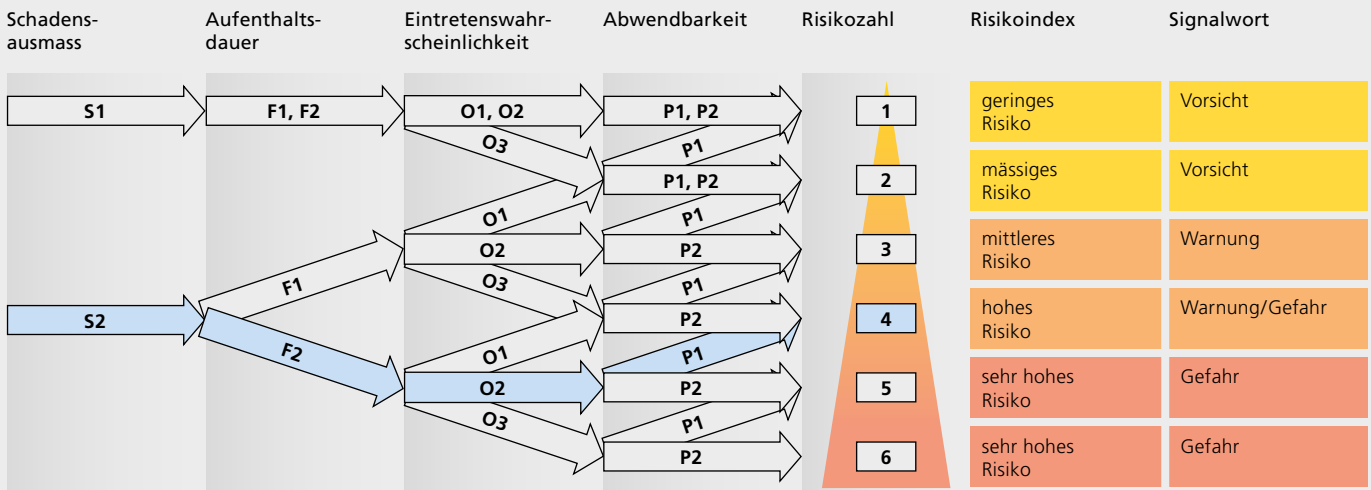 Schadens-
ausmass
Aufenthalts-
dauer
Eintretenswahr-
scheinlichkeit
Abwendbarkeit
Risikozahl
Risikoindex
Signalwort
S1
F1, F2
O1, O2
P1, P2
1
geringes
Risiko
Vorsicht
O3
P1
P1, P2
2
mässiges
Risiko
Vorsicht
O1
P1
F1
O2
P2
3
mittleres
Risiko
Warnung
O3
P1
S2
P2
4
hohes
Risiko
Warnung/Gefahr
F2
O1
P1
O2
P2
5
sehr hohes
Risiko
Gefahr
O3
P1
P2
6
sehr hohes
Risiko
Gefahr